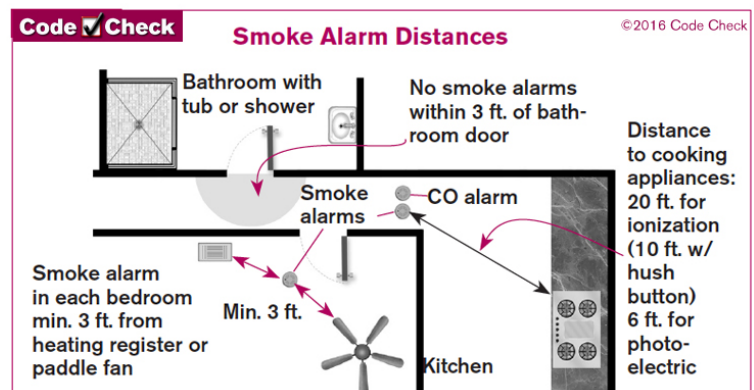 Code Check
©2016 Code Check
Smoke Alarm Distances
Bathroom with
tub or shower
No smoke alarms
within 3 ft. of bath-
room door
Distance
to cooking
appliances:
20 ft. for
ionization
(10 ft. w/
hush
button)
6 ft. for
photo-
electric
Smoke
alarms
CO alarm
Smoke alarm
in each bedroom
min. 3 ft. from
heating register or
paddle fan
Min. 3 ft.
Kitchen